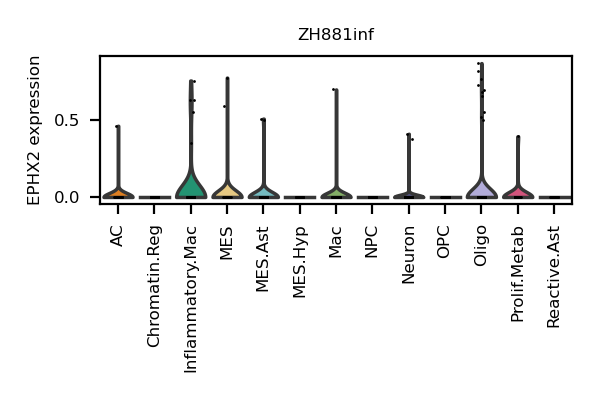 ZH881inf
EPHX2 expression
0.5
0.0
AC
Chromatin.Reg
Inflammatory.Mac
MES
MES.Ast
MES.Hyp
Mac
NPC
Neuron
OPC
Oligo
Prolif.Metab
Reactive.Ast